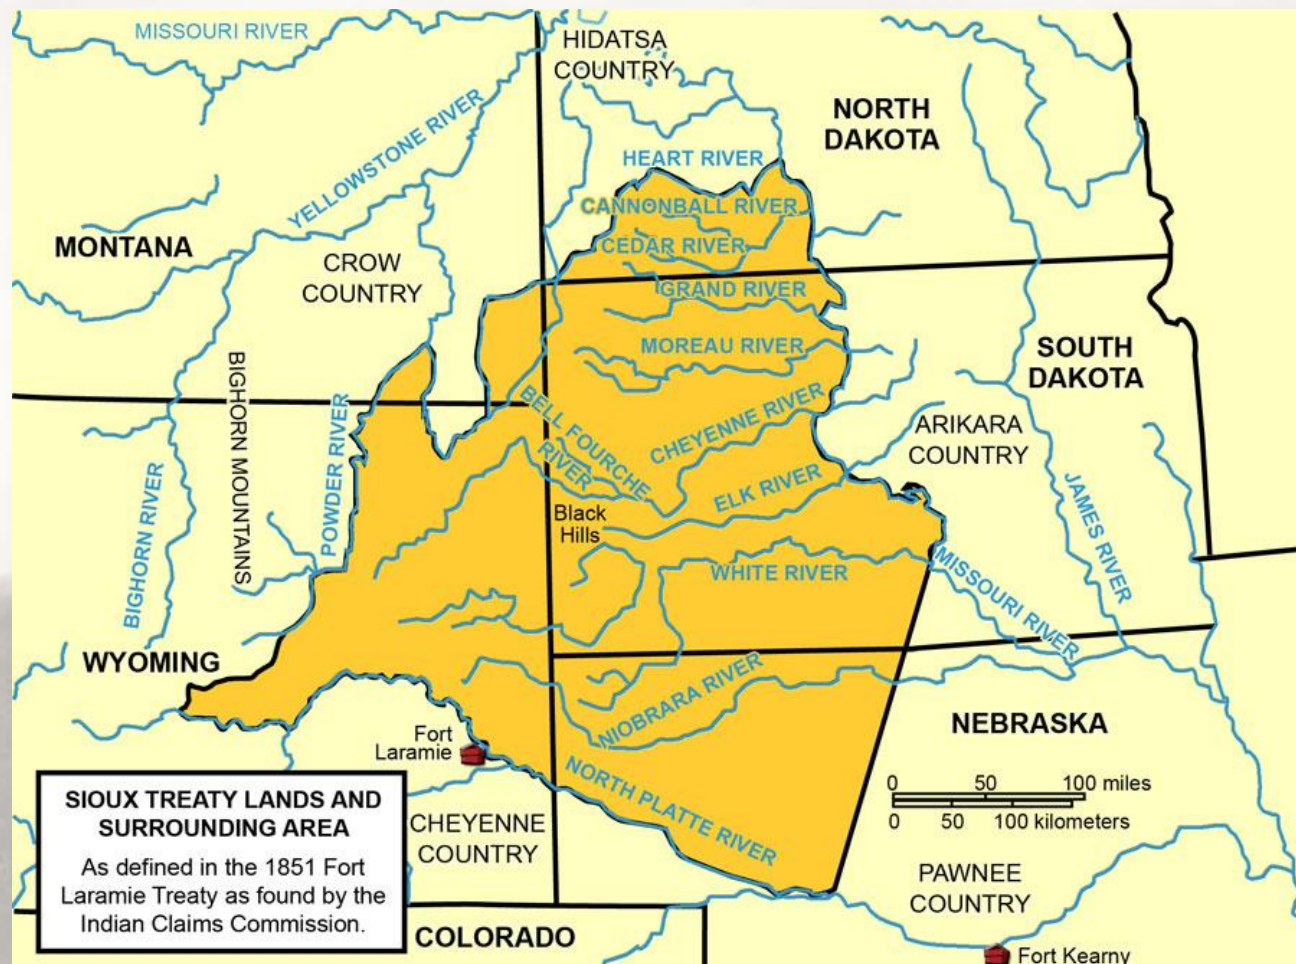 MISSOURI RIVER
HIDATSA
COUNTRY
NORTH
DAKOTA
YELLOWSTONE RIVER
HEART RIVER
CANNONBALL RIVER
CEDAR RIVER
MONTANA
CROW
COUNTRY
GRAND RIVER
MOREAU RIVER
SOUTH
DAKOTA
BIGHORN MOUNTAINS
POWDER RIVER
BELL FOURCHE
RIVER
CHEYENNE RIVER
ARIKARA
COUNTRY
BIGHORN RIVER
ELK RIVER
JAMES RIVER
Black
Hills
WHITE RIVER
MISSOURI RIVER
WYOMING
NIOBRARA RIVER
NEBRASKA
Fort
Laramie
NORTH PLATTE RIVER
0 50 100 miles
0 50 100 kilometers
SIOUX TREATY LANDS AND
SURROUNDING AREA
As defined in the 1851 Fort
Laramie Treaty as found by the
Indian Claims Commission.
CHEYENNE
COUNTRY
PAWNEE
COUNTRY
COLORADO
Fort Kearny